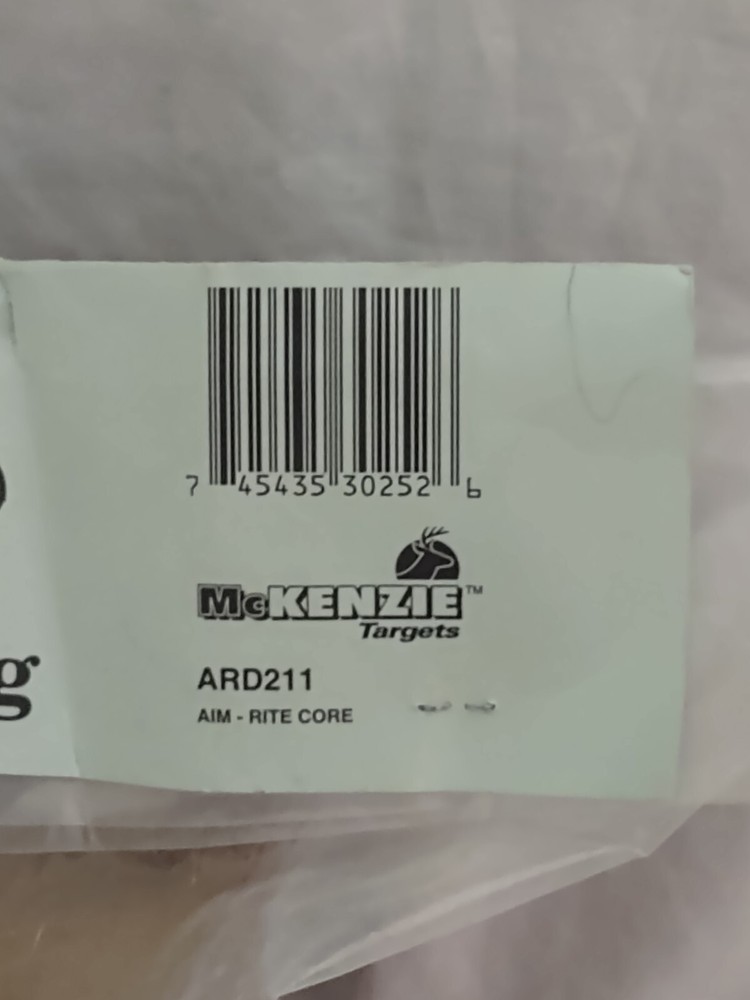 7 45435 30252 6
McKENZIE™
Targets
g
ARD211
AIM - RITE CORE